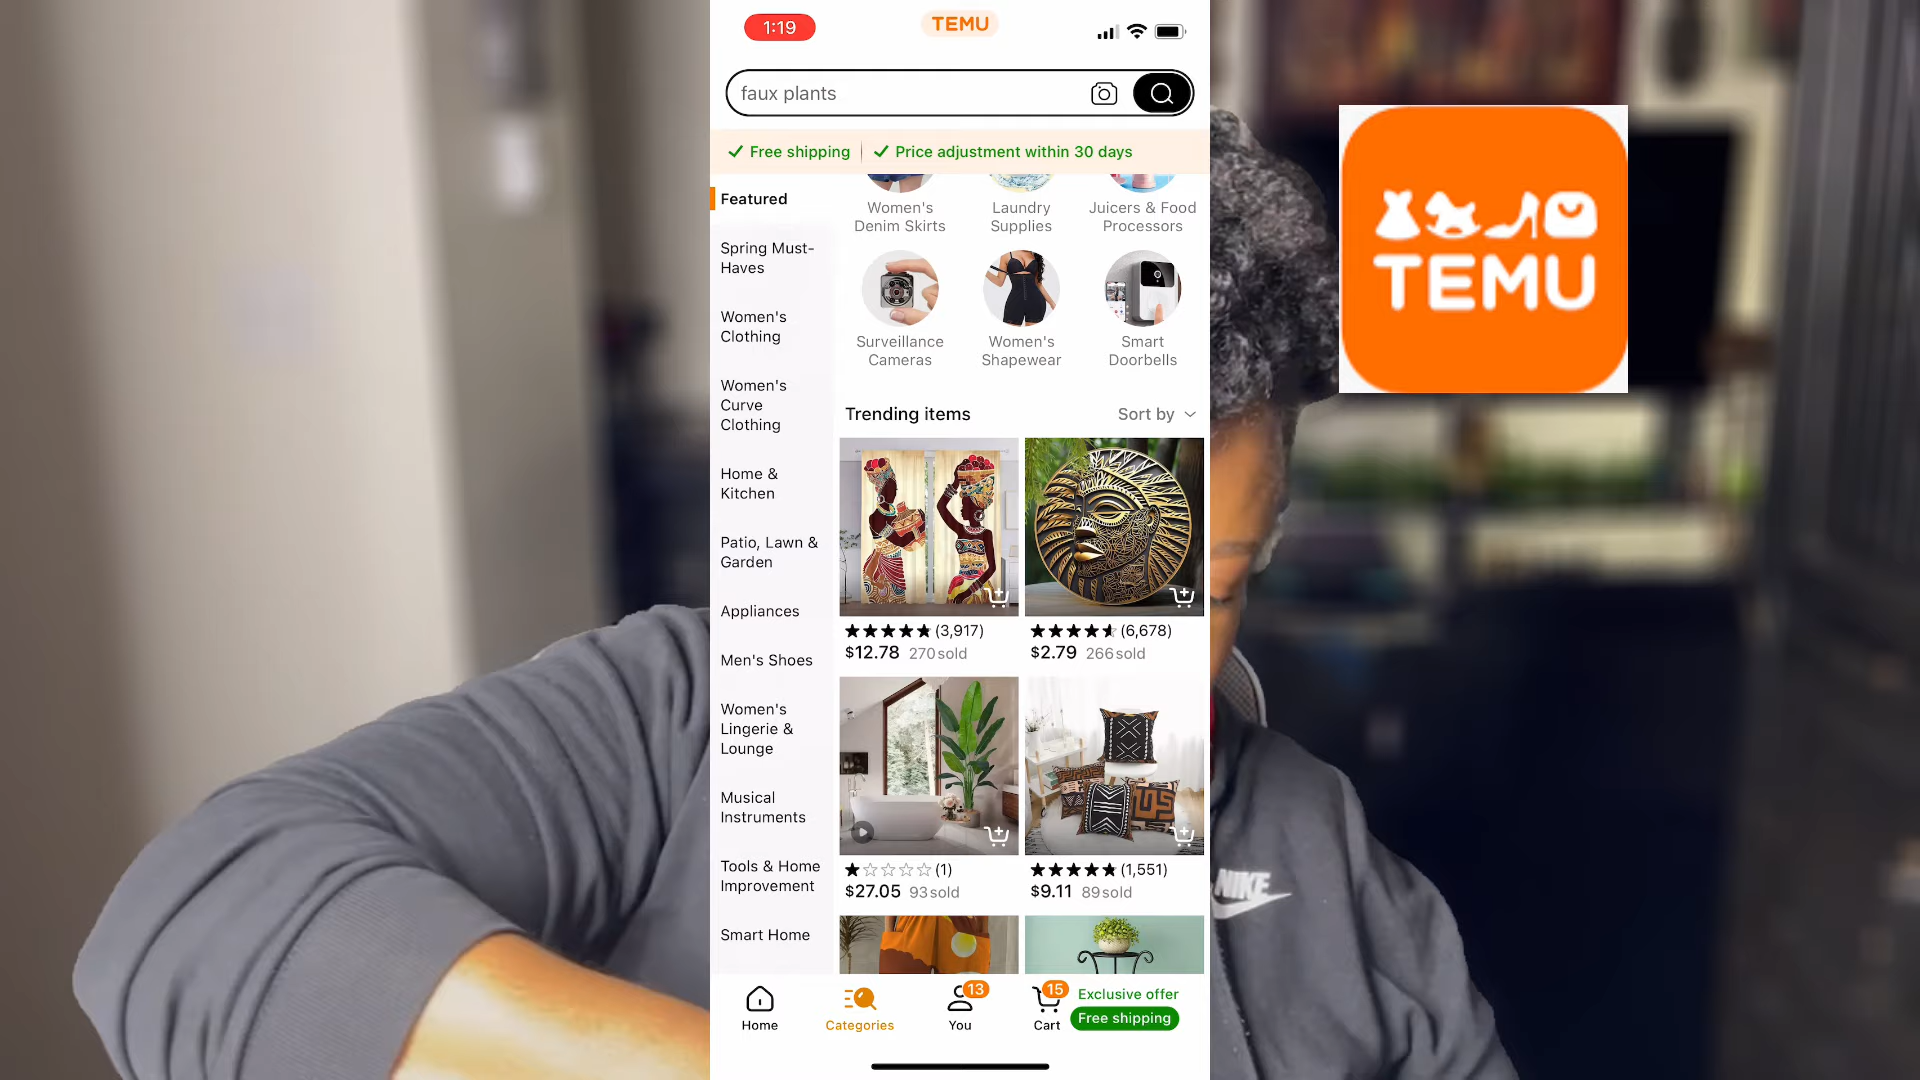 1:19
TEMU
faux plants
Free shipping
Price adjustment within 30 days
Featured
Spring Must-
Haves
Women's
Clothing
Women's
Curve
Clothing
Home &
Kitchen
Patio, Lawn &
Garden
Appliances
Men's Shoes
Women's
Lingerie &
Lounge
Musical
Instruments
Tools & Home
Improvement
Smart Home
Women's
Denim Skirts
Laundry
Supplies
Juicers & Food
Processors
Surveillance
Cameras
Women's
Shapewear
Smart
Doorbells
Trending items
Sort by
(3,917)
$12.78 270 sold
(6,678)
$2.79 266 sold
(1)
$27.05 93 sold
(1,551)
$9.11 89 sold
Home
Categories
13
You
15
Cart
Exclusive offer
Free shipping
TEMU
NIKE